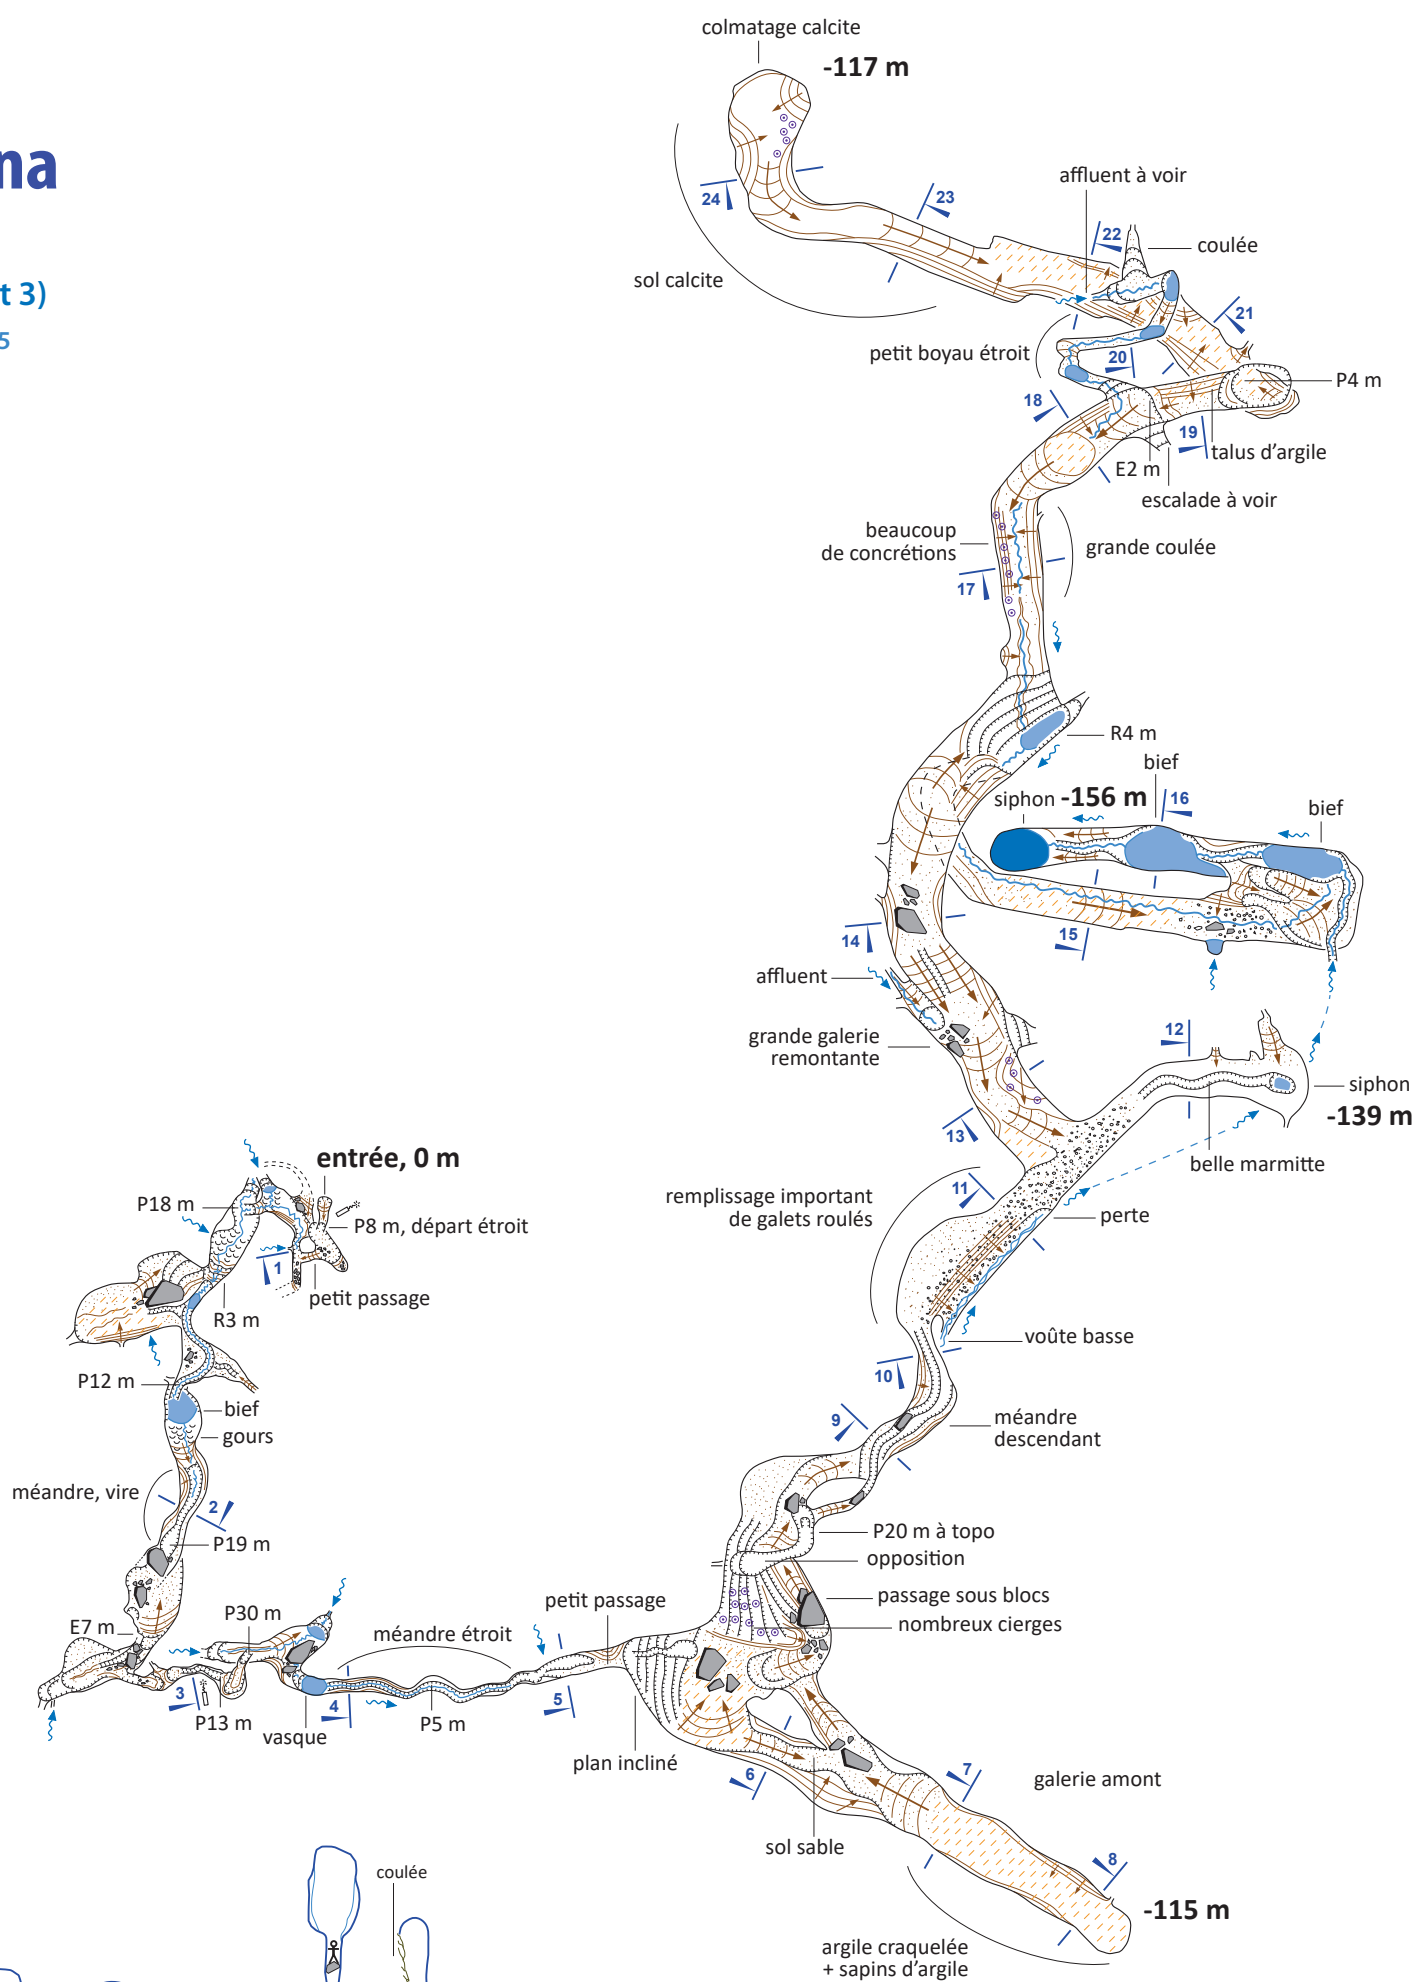 colmatage calcite
-117 m
na
affluent à voir
24
23
22
coulée
sol calcite
t 3)
21
5
petit boyau étroit
20
P4 m
18
19
talus d'argile
E2 m
escalade à voir
beaucoup
de concrétions
grande coulée
17
R4 m
bief
siphon -156 m
16
bief
14
15
affluent
grande galerie
remontante
12
siphon
-139 m
13
belle marmitte
entrée, 0 m
P18 m
remplissage important
de galets roulés
11
perte
P8 m, départ étroit
1
petit passage
R3 m
voûte basse
P12 m
10
bief
gours
9
méandre
descendant
méandre, vire
2
P19 m
P20 m à topo
opposition
passage sous blocs
nombreux cierges
petit passage
P30 m
E7 m
méandre étroit
3
P13 m
vasque
4
P5 m
5
plan incliné
6
7
galerie amont
sol sable
8
coulée
-115 m
argile craquelée
+ sapins d'argile